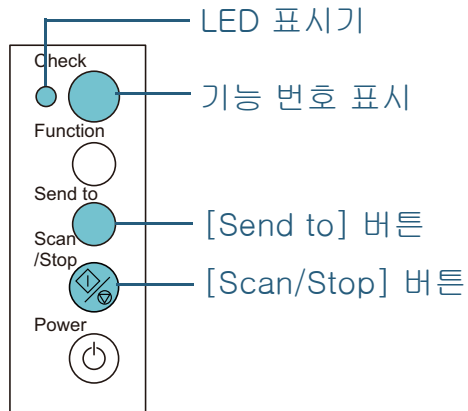 LED 표시기
Check
기능 번호 표시
Function
Send to
[Send to] 버튼
Scan
/Stop
[Scan/Stop] 버튼
Power